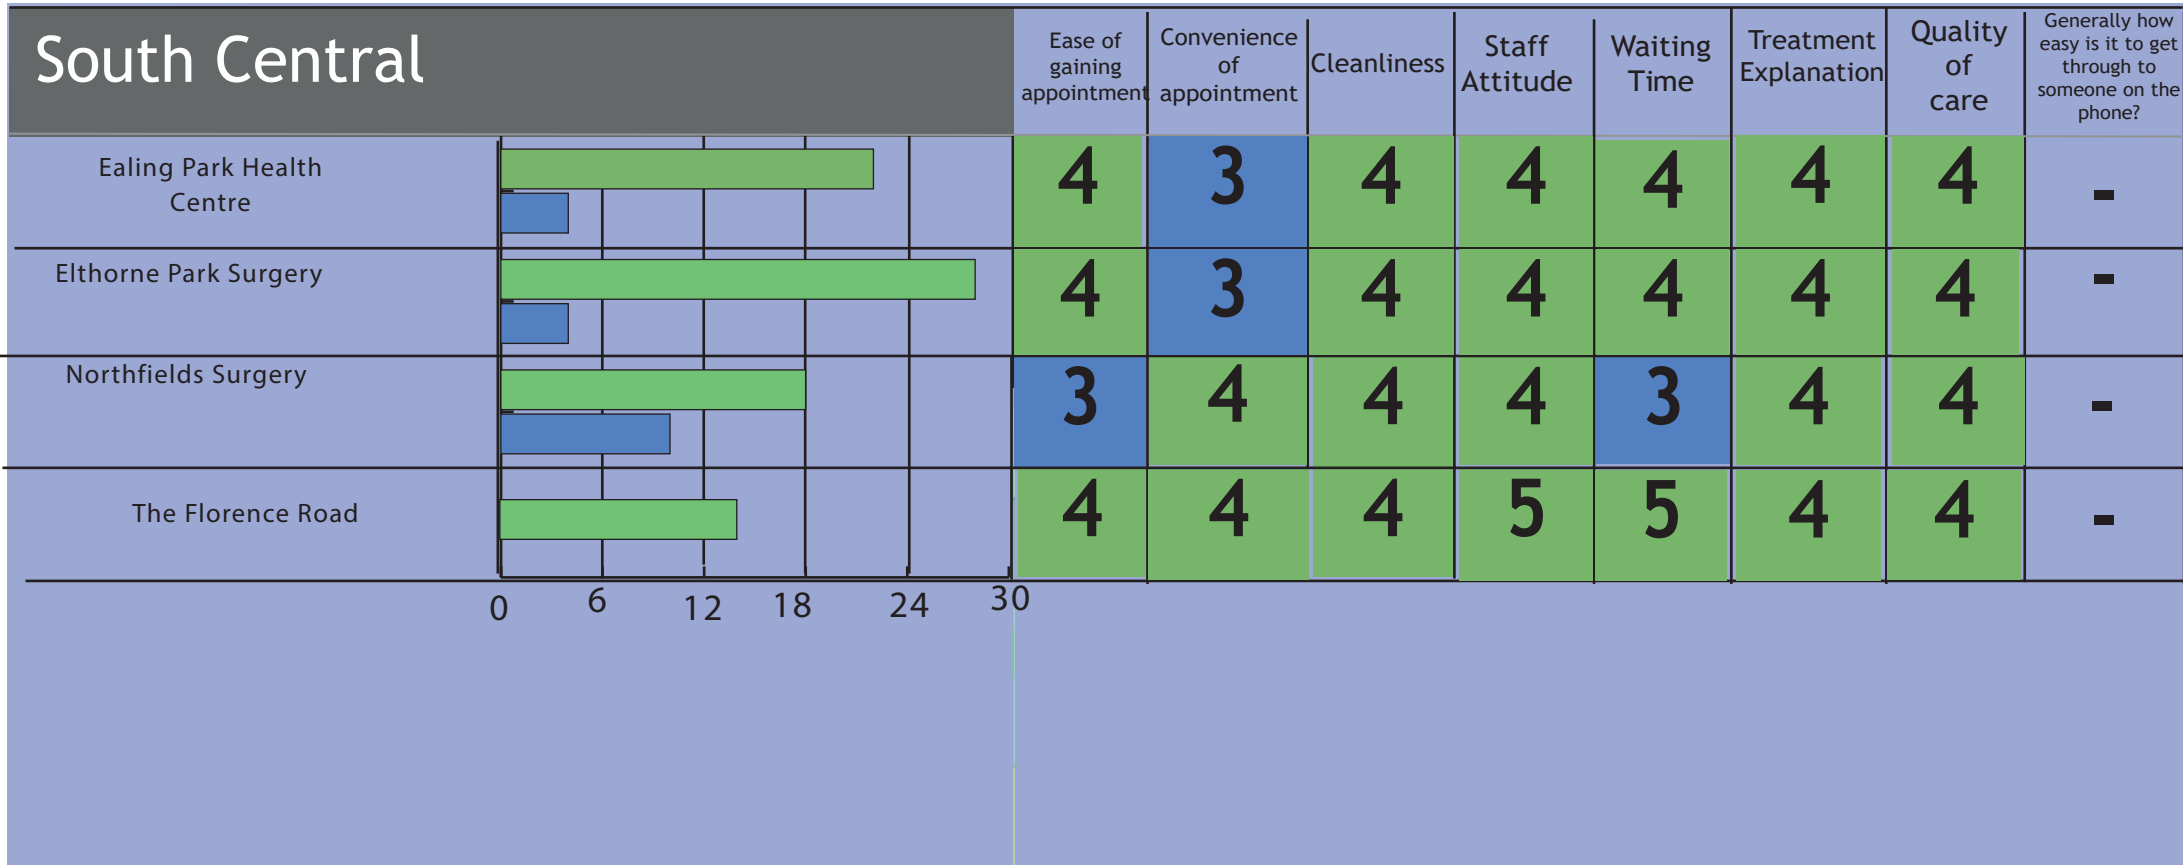 South Central
Ease of
gaining
appointment
Convenience
of
appointment
Cleanliness
Staff
Attitude
Waiting
Time
Treatment
Explanation
Quality
of
care
Generally how
easy is it to get
through to
someone on the
phone?
Ealing Park Health
Centre
4 3 4 4 4 4 4 -
Elthorne Park Surgery
4 3 4 4 4 4 4 -
Northfields Surgery
3 4 4 4 3 4 4 -
The Florence Road
4 4 4 5 5 4 4 -
0 6 12 18 24 30